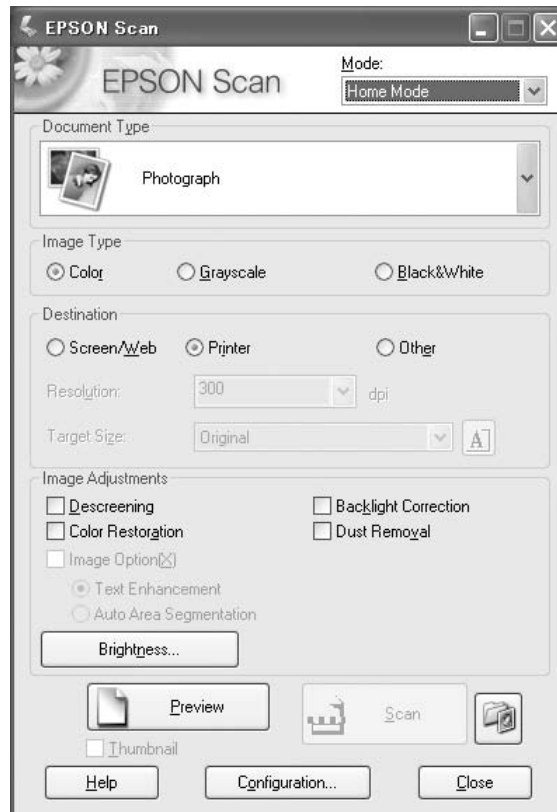 EPSON Scan
EPSON Scan
Mode:
Home Mode
Document Type
Photograph
Image Type
Color Grayscale Black&White
Destination
Screen/Web Printer Other
Resolution: 300 dpi
Target Size: Original A
Image Adjustments
Descreening Backlight Correction
Color Restoration Dust Removal
Image Option(X)
Text Enhancement
Auto Area Segmentation
Brightness...
Preview Scan
Thumbnail
Help Configuration... Close